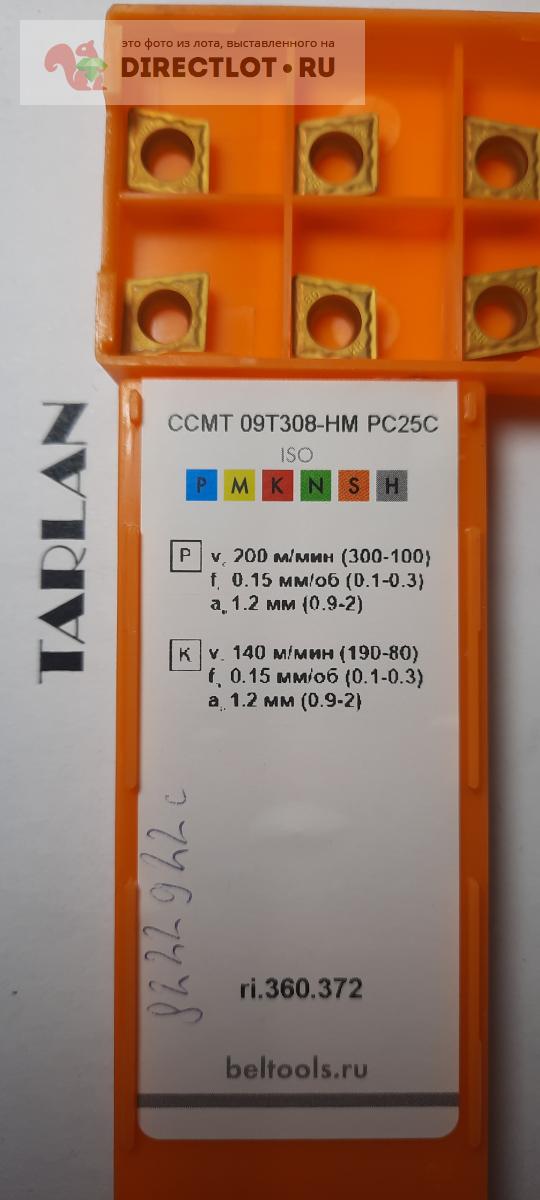 это фото из лота, выставленного на
DIRECTLOT.RU
TARLAN
CCMT 09T308-HM PC25C
ISO
P M K N S H
P v 200 м/мин (300-100)
f 0.15 мм/об (0.1-0.3)
a 1.2 мм (0.9-2)
K v 140 м/мин (190-80)
f 0.15 мм/об (0.1-0.3)
a 1.2 мм (0.9-2)
ri.360.372
beltools.ru